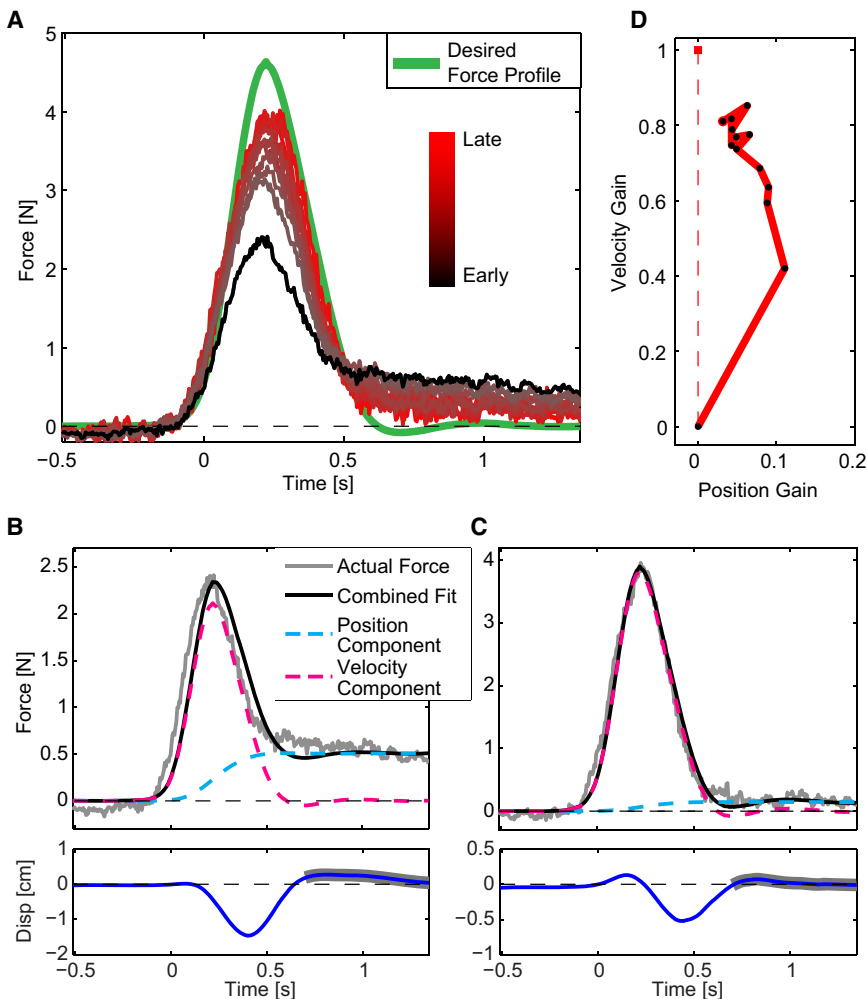 A
5
4
3
2
1
0
Force [N]
−0.5
0
0.5
1
Time [s]
Desired
Force Profile
Late
Early
D
1
0.8
0.6
0.4
0.2
0
Velocity Gain
0
0.1
0.2
Position Gain
B
2.5
2
1.5
1
0.5
0
Force [N]
Actual Force
Combined Fit
Position
Component
Velocity
Component
1
0
−1
−2
Disp [cm]
−0.5
0
0.5
1
Time [s]
C
4
3
2
1
0
0.5
0
−0.5
−1
−0.5
0
0.5
1
Time [s]